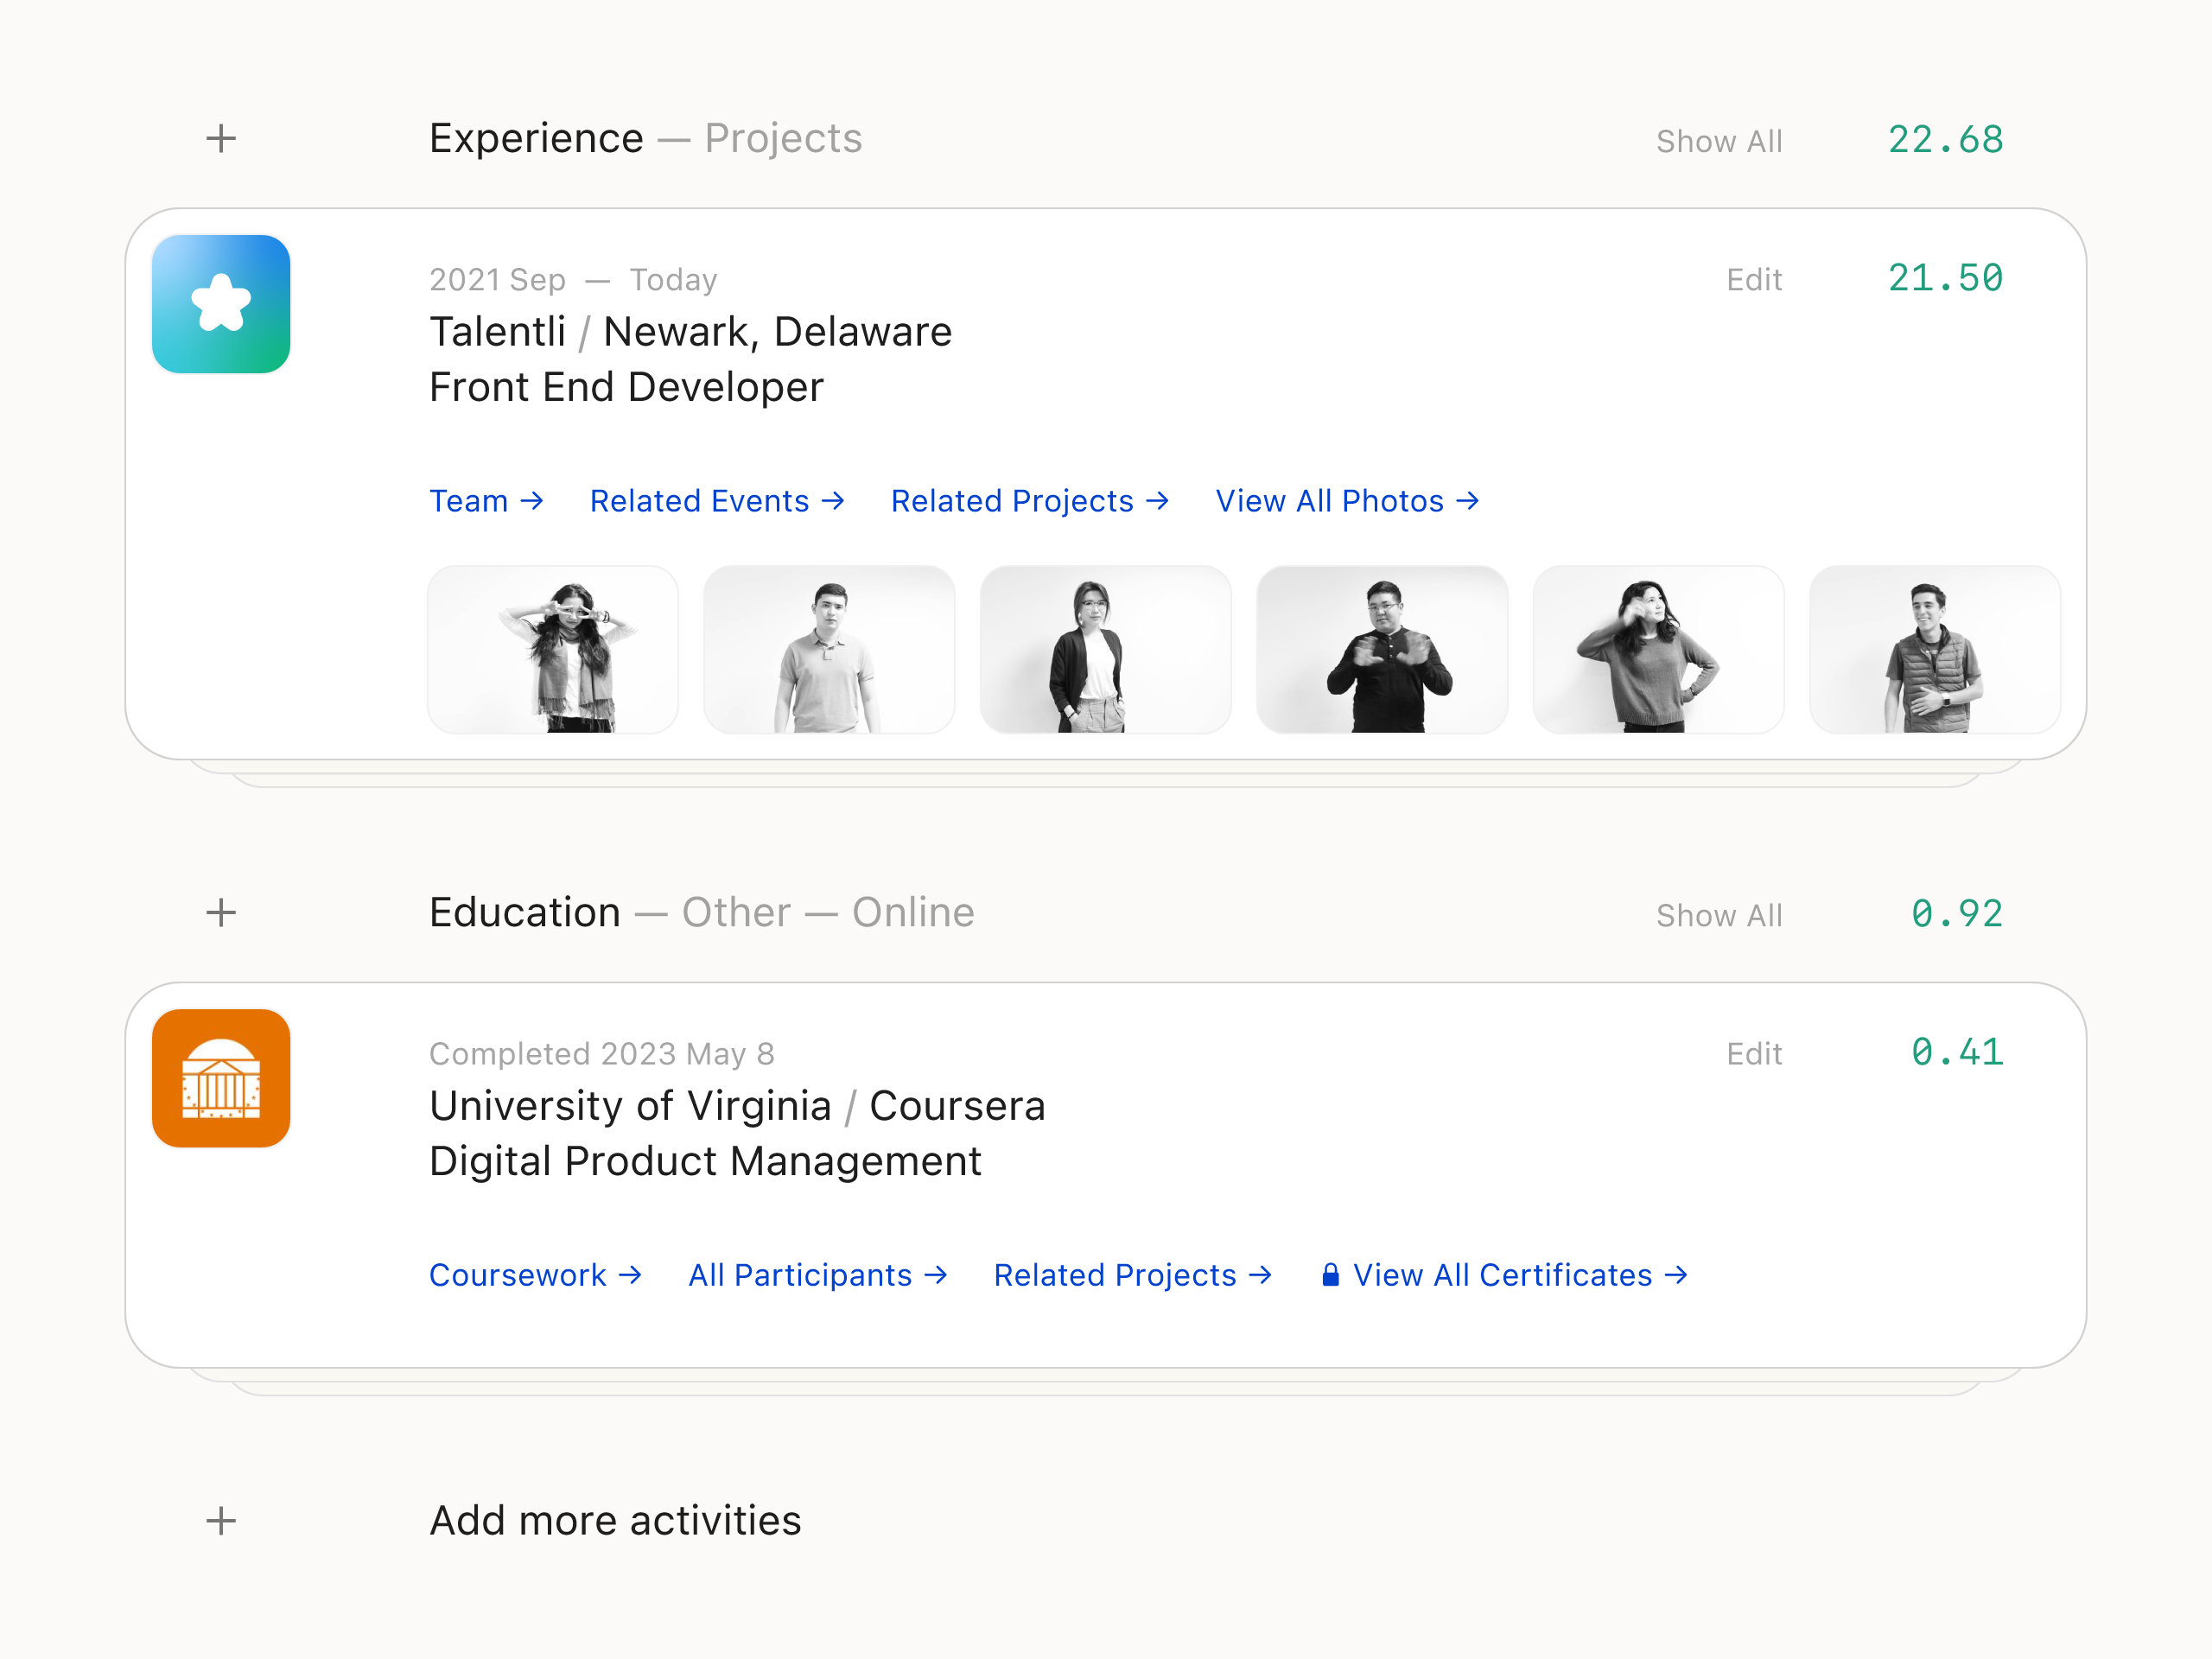 Experience — Projects Show All 22.68
2021 Sep — Today Edit 21.50
Talentli / Newark, Delaware
Front End Developer
Team → Related Events → Related Projects → View All Photos →
Education — Other — Online Show All 0.92
Completed 2023 May 8 Edit 0.41
University of Virginia / Coursera
Digital Product Management
Coursework → All Participants → Related Projects → View All Certificates →
Add more activities